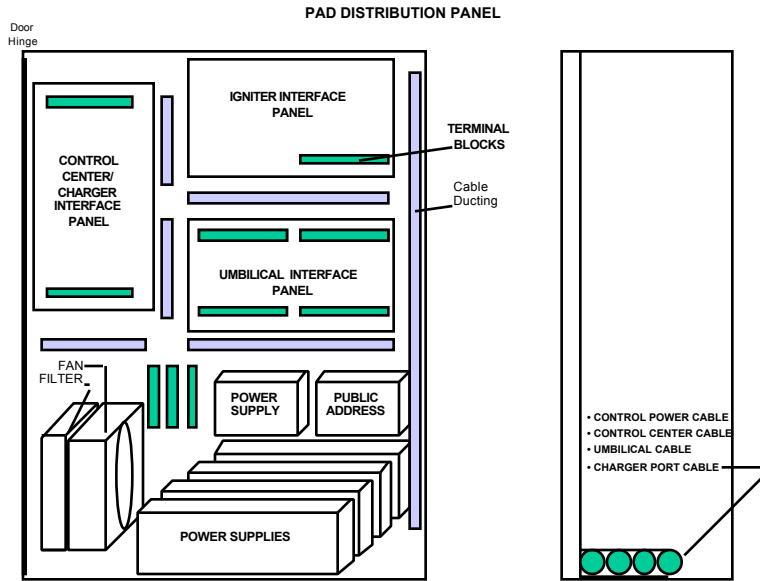 PAD DISTRIBUTION PANEL
Door
Hinge
IGNITER INTERFACE
PANEL
TERMINAL
BLOCKS
CONTROL
CENTER/
CHARGER
INTERFACE
PANEL
Cable
Ducting
UMBILICAL INTERFACE
PANEL
FAN
FILTER
POWER
SUPPLY
PUBLIC
ADDRESS
POWER SUPPLIES
• CONTROL POWER CABLE
• CONTROL CENTER CABLE
• UMBILICAL CABLE
• CHARGER PORT CABLE